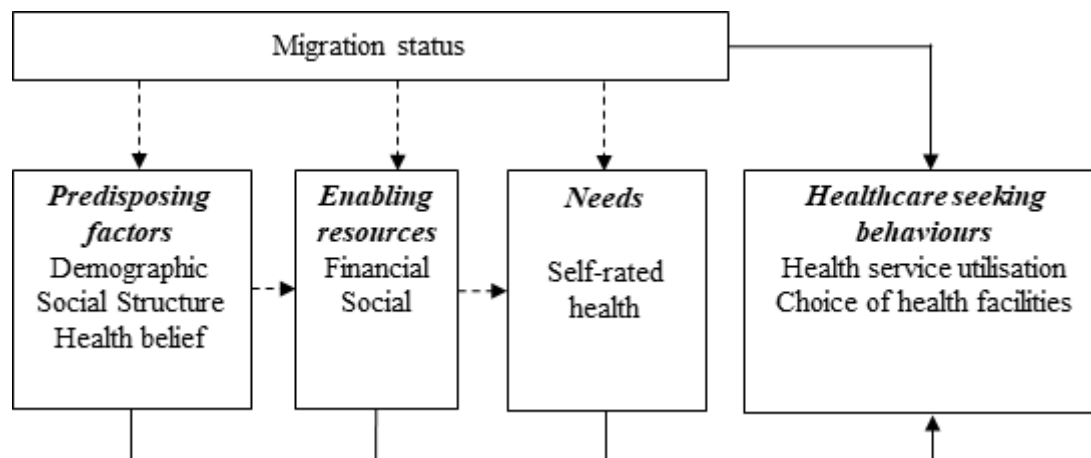 Migration status
Predisposing
factors
Demographic
Social Structure
Health belief
Enabling
resources
Financial
Social
Needs
Self-rated
health
Healthcare seeking
behaviours
Health service utilisation
Choice of health facilities